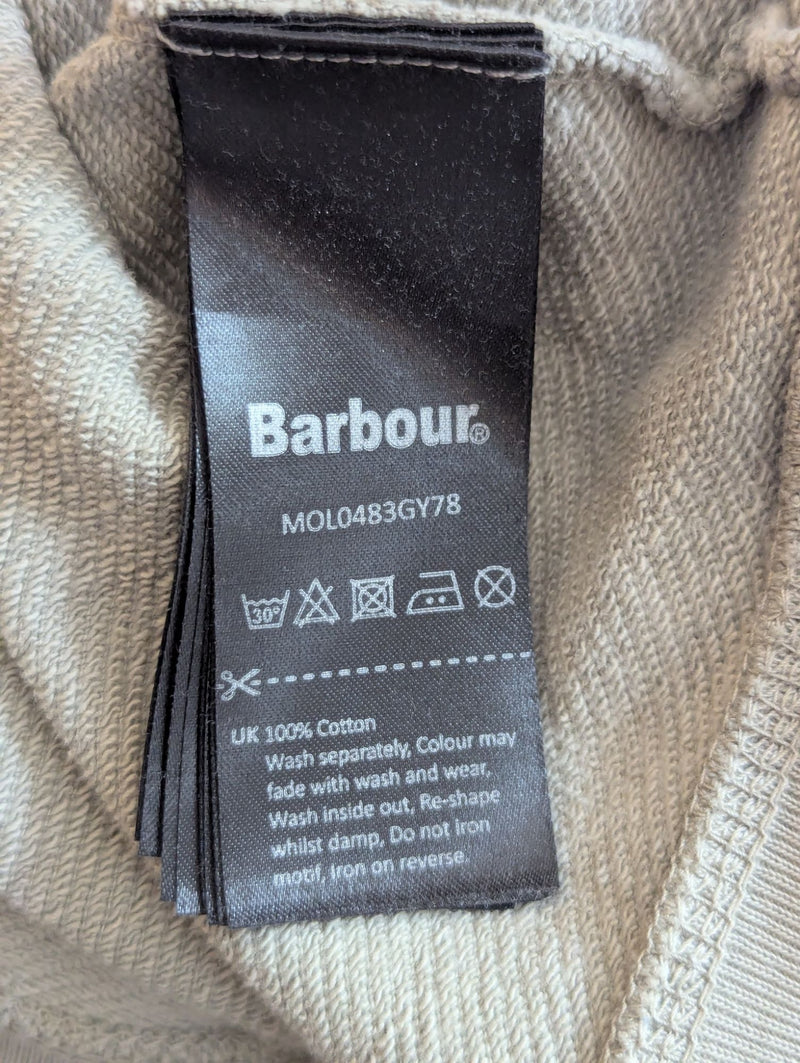 Barbour®
MOL0483GY78
30°
UK 100% Cotton
Wash separately, Colour may
fade with wash and wear,
Wash inside out, Re-shape
whilst damp, Do not iron
motif, Iron on reverse.